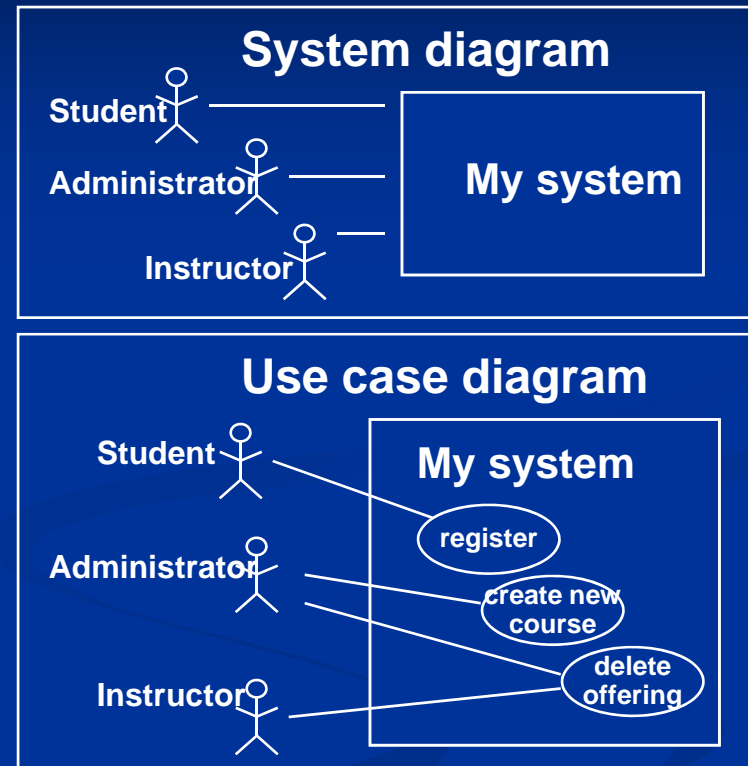 System diagram
Student
Administrator
My system
Instructor
Use case diagram
Student
My system
register
Administrator
create new
course
delete
offering
Instructor